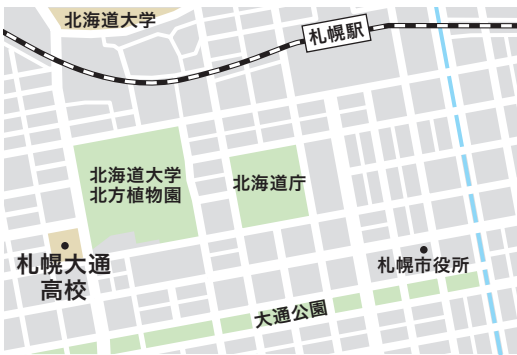 北海道大学
札幌駅
北海道大学
北方植物園
北海道庁
札幌大通
高校
札幌市役所
大通公園